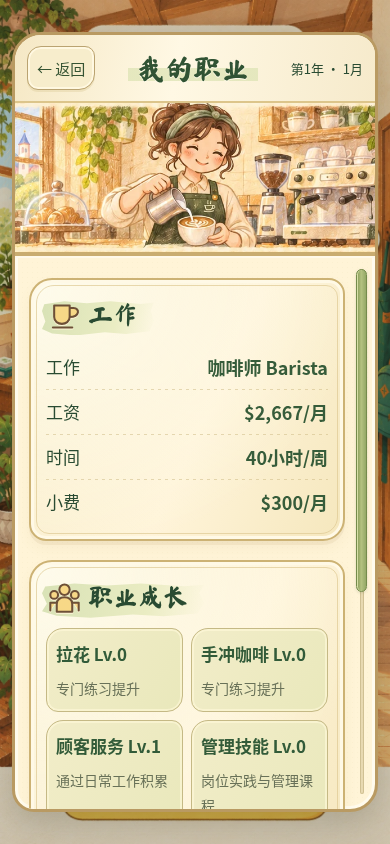 ← 返回
我的职业
第1年 · 1月
工作
工作 咖啡师 Barista
工资 $2,667/月
时间 40小时/周
小费 $300/月
职业成长
拉花 Lv.0
专门练习提升
手冲咖啡 Lv.0
专门练习提升
顾客服务 Lv.1
通过日常工作积累
管理技能 Lv.0
岗位实践与管理课
程